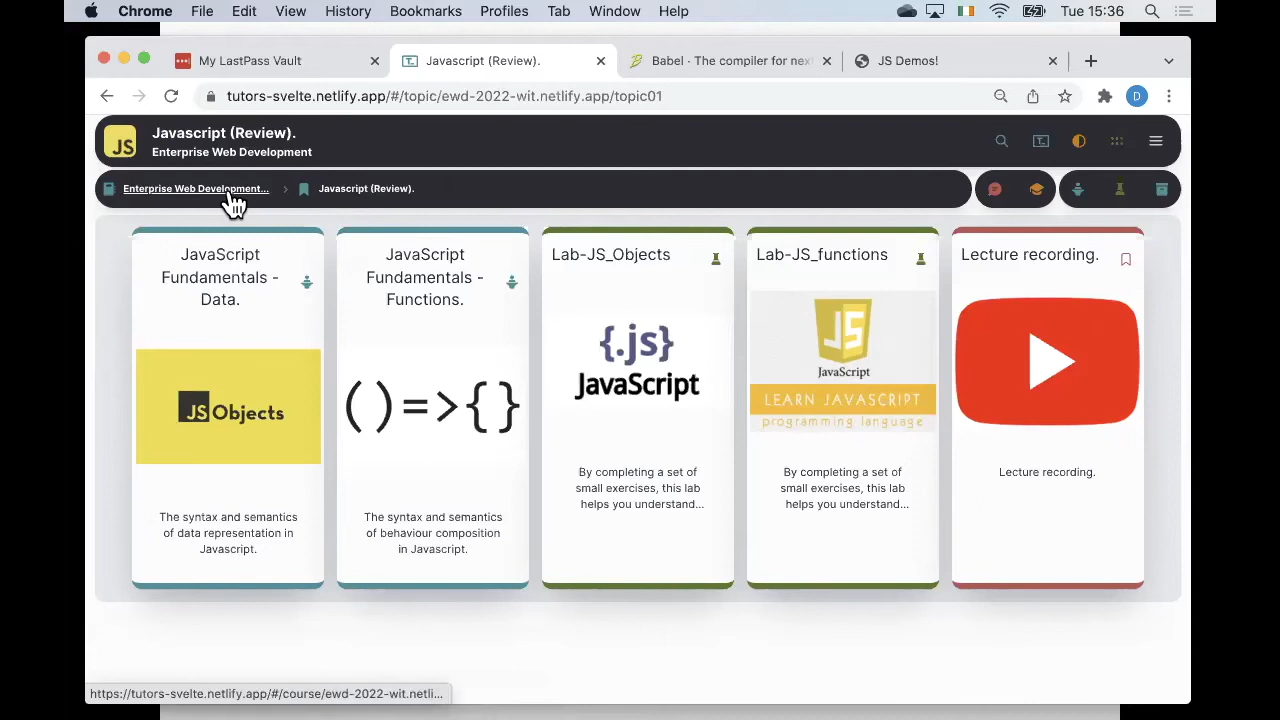 Chrome File Edit View History Bookmarks Profiles Tab Window Help Tue 15:36
My LastPass Vault Javascript (Review). Babel · The compiler for next JS Demos!
tutors-svelte.netlify.app/#/topic/ewd-2022-wit.netlify.app/topic01 D
JS
Javascript (Review).
Enterprise Web Development
Enterprise Web Development... Javascript (Review).
JavaScript
Fundamentals -
Data.
JS Objects
The syntax and semantics
of data representation in
Javascript.
JavaScript
Fundamentals -
Functions.
()=>{}
The syntax and semantics
of behaviour composition
in Javascript.
Lab-JS_Objects
{.js}
JavaScript
By completing a set of
small exercises, this lab
helps you understand...
Lab-JS_functions
JS
JavaScript
LEARN JAVASCRIPT
programming language
By completing a set of
small exercises, this lab
helps you understand...
Lecture recording.
Lecture recording.
https://tutors-svelte.netlify.app/#/course/ewd-2022-wit.netli...